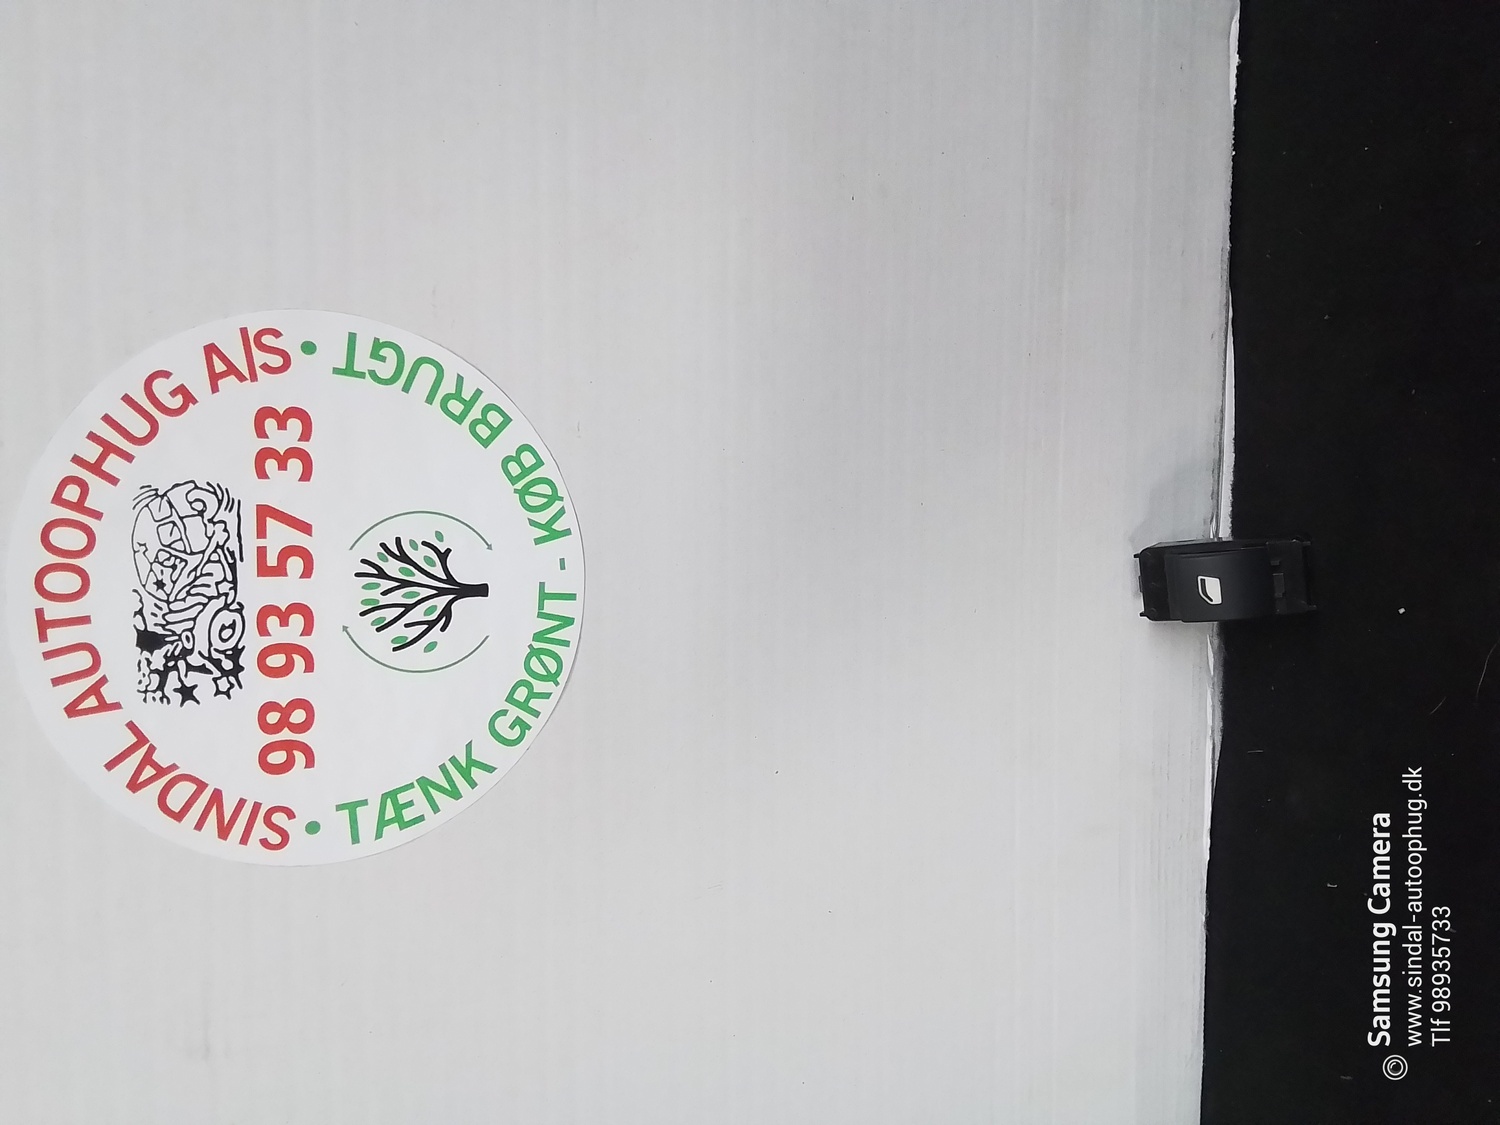 SINDAL AUTOOPHUG A/S
98 93 57 33
• TÆNK GRØNT - KØB BRUGT •
Samsung Camera
www.sindal-autoophug.dk
Tlf 98935733